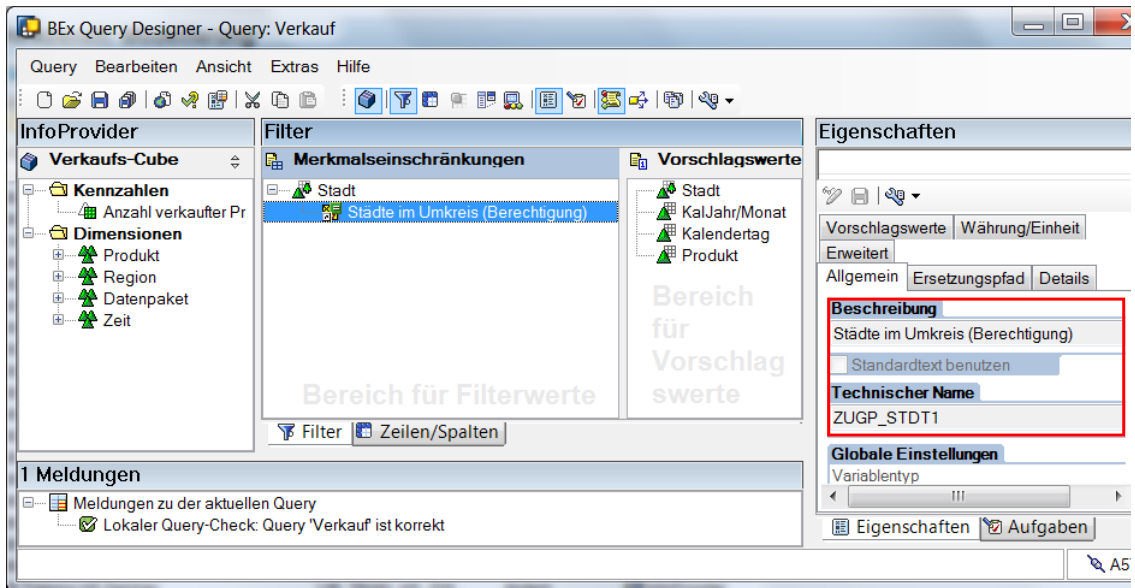 BEx Query Designer - Query: Verkauf
Query Bearbeiten Ansicht Extras Hilfe
InfoProvider
Verkaufs-Cube
Kennzahlen
Anzahl verkaufter Pr
Dimensionen
Produkt
Region
Datenpaket
Zeit
Filter
Merkmalseinschränkungen
Stadt
Städte im Umkreis (Berechtigung)
Bereich für Filterwerte
Vorschlagswerte
Stadt
KalJahr/Monat
Kalendertag
Produkt
Bereich
für
Vorschlag
swerte
Filter Zeilen/Spalten
Eigenschaften
Vorschlagswerte Währung/Einheit
Erweitert
Allgemein Ersetzungspfad Details
Beschreibung
Städte im Umkreis (Berechtigung)
Standardtext benutzen
Technischer Name
ZUGP_STDT1
Globale Einstellungen
Variablentyp
Eigenschaften Aufgaben
1 Meldungen
Meldungen zu der aktuellen Query
Lokaler Query-Check: Query 'Verkauf' ist korrekt